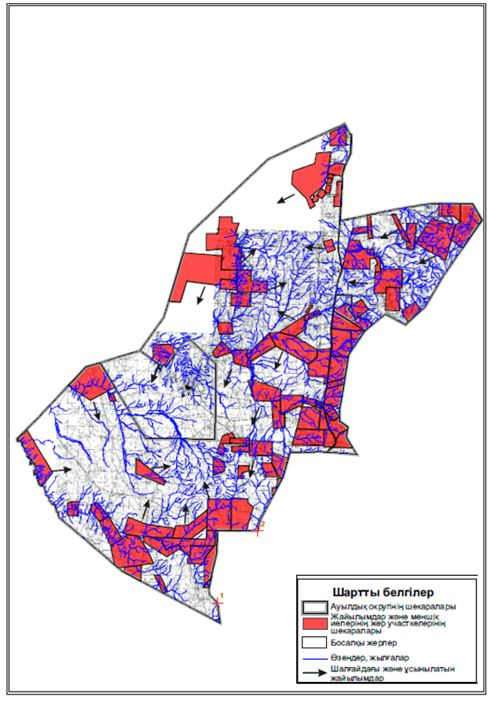 2
1
Шартты белгілер
Ауылдық округінің шекаралары
Жайылымдар және меншік
иелерінің жер участкелерінің
шекаралары
Босалқы жерлер
Өзендер, жылғалар
Шалғайдағы және ұсынылатын
жайылымдар